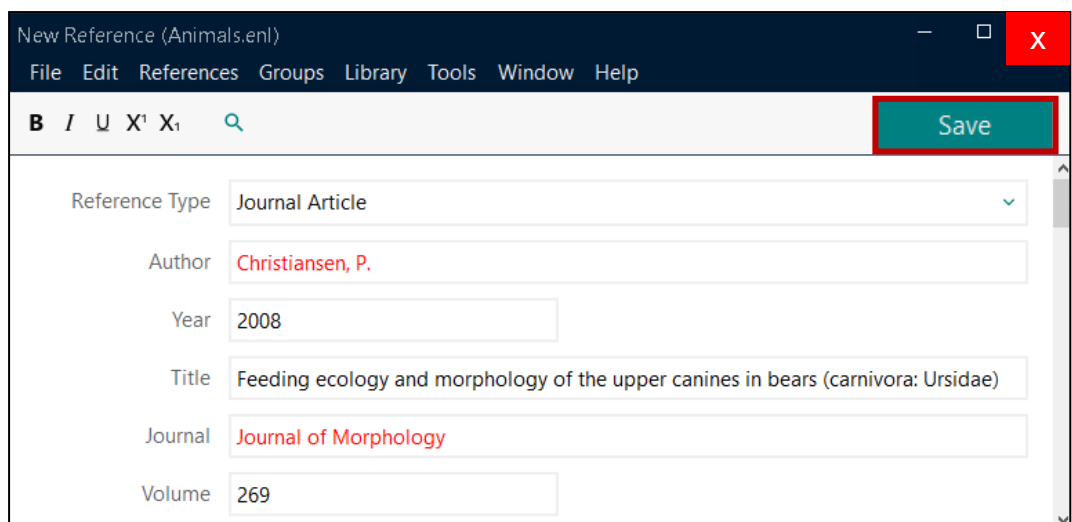 New Reference (Animals.enl)
X
File Edit References Groups Library Tools Window Help
B I U X¹ X₁ Save
Reference Type Journal Article
Author Christiansen, P.
Year 2008
Title Feeding ecology and morphology of the upper canines in bears (carnivora: Ursidae)
Journal Journal of Morphology
Volume 269